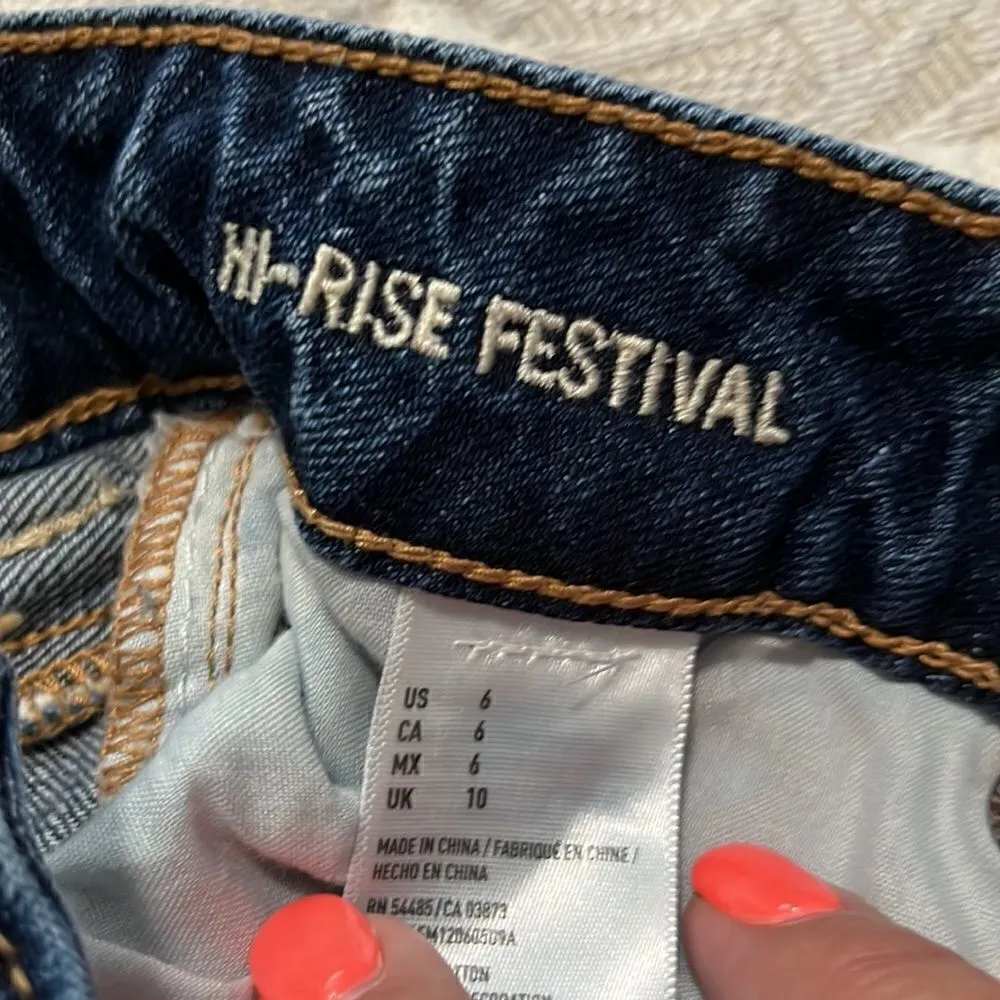 HI-RISE FESTIVAL
US 6
CA 6
MX 6
UK 10
MADE IN CHINA / FABRIQUÉ EN CHINE /
HECHO EN CHINA
RN 54485 / CA 03873